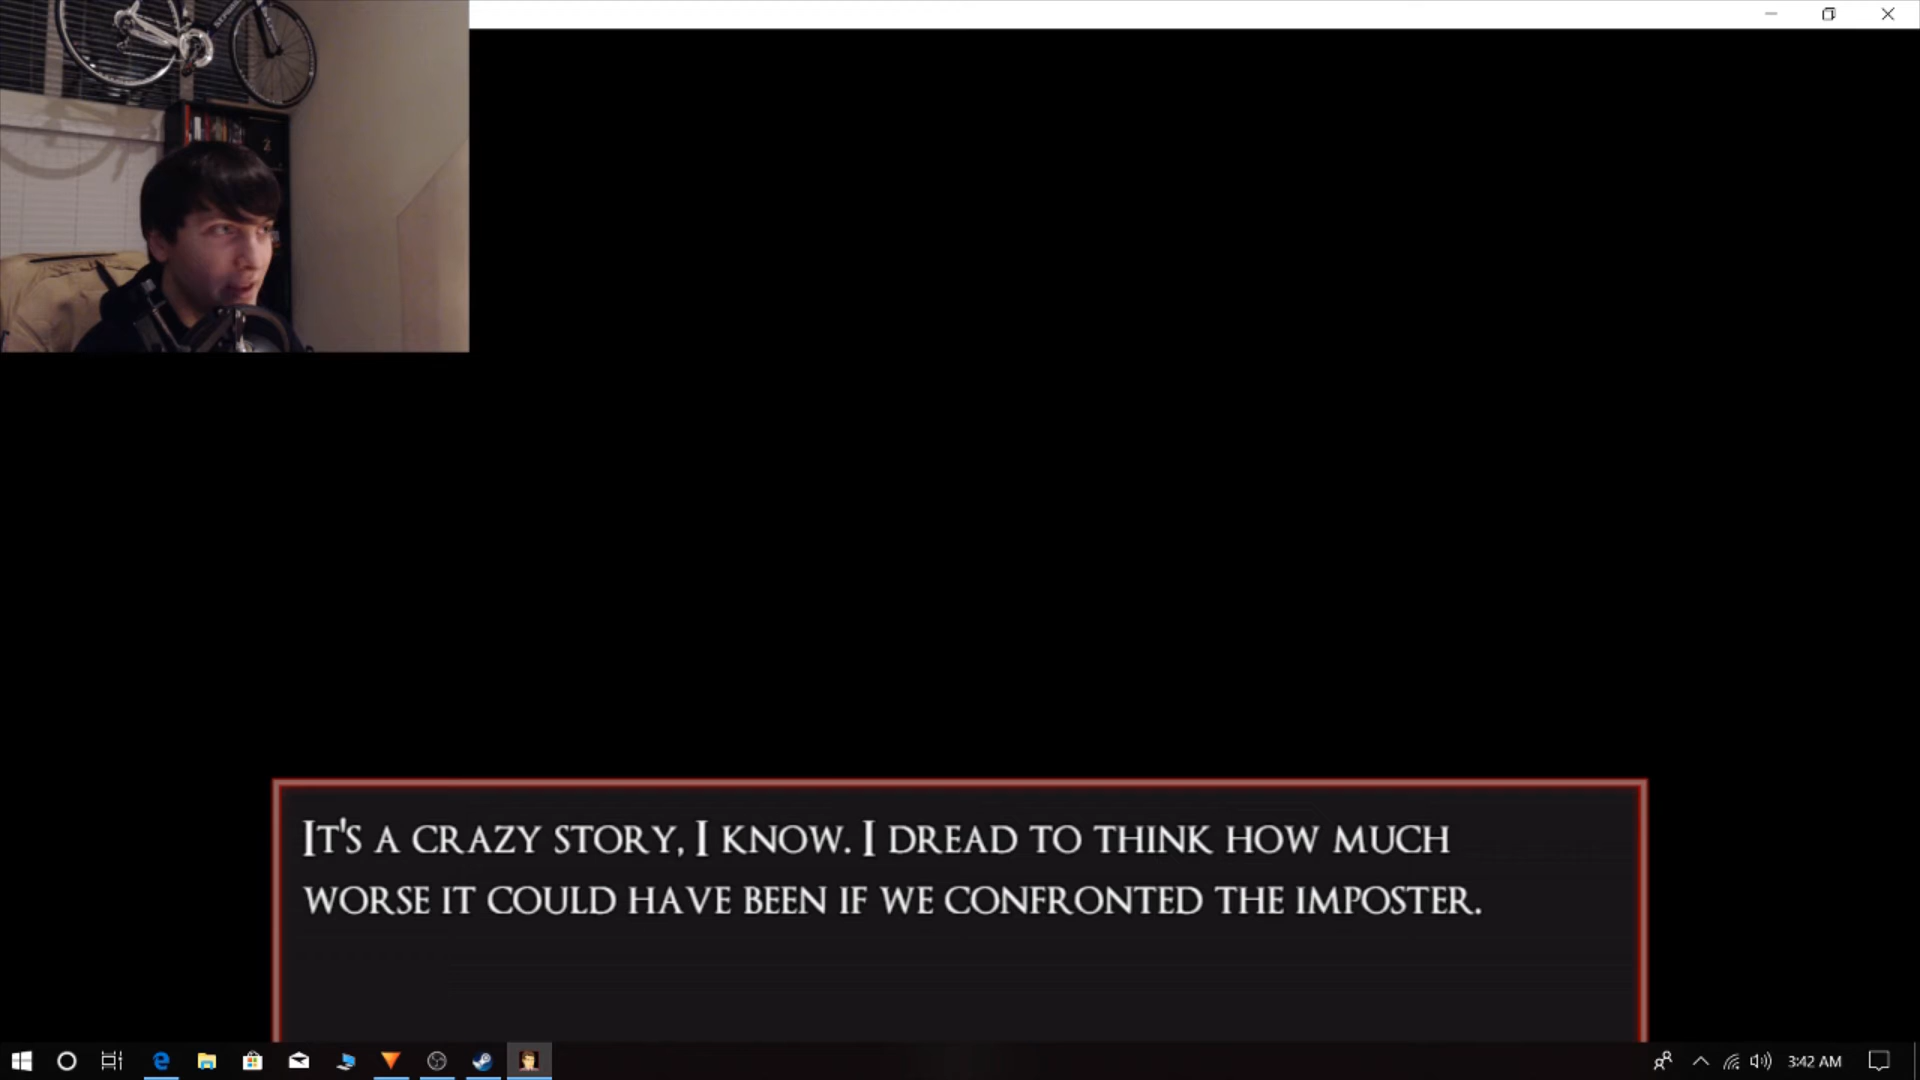 It's a crazy story, I know. I dread to think how much
worse it could have been if we confronted the imposter.
3:42 AM